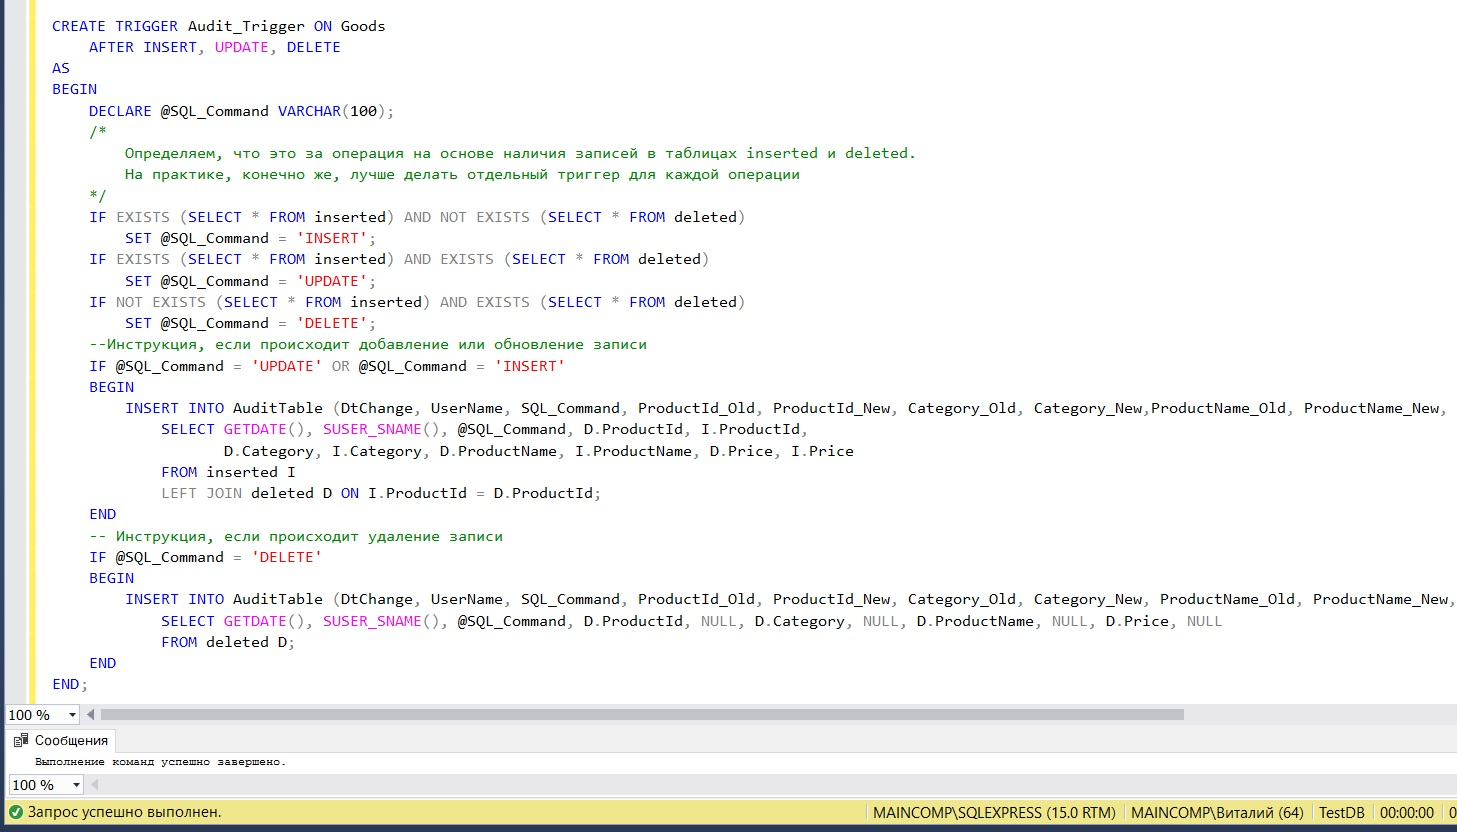 CREATE TRIGGER Audit_Trigger ON Goods
    AFTER INSERT, UPDATE, DELETE
AS
BEGIN
    DECLARE @SQL_Command VARCHAR(100);
    /*
        Определяем, что это за операция на основе наличия записей в таблицах inserted и deleted.
        На практике, конечно же, лучше делать отдельный триггер для каждой операции
    */
    IF EXISTS (SELECT * FROM inserted) AND NOT EXISTS (SELECT * FROM deleted)
        SET @SQL_Command = 'INSERT';
    IF EXISTS (SELECT * FROM inserted) AND EXISTS (SELECT * FROM deleted)
        SET @SQL_Command = 'UPDATE';
    IF NOT EXISTS (SELECT * FROM inserted) AND EXISTS (SELECT * FROM deleted)
        SET @SQL_Command = 'DELETE';
    --Инструкция, если происходит добавление или обновление записи
    IF @SQL_Command = 'UPDATE' OR @SQL_Command = 'INSERT'
    BEGIN
        INSERT INTO AuditTable (DtChange, UserName, SQL_Command, ProductId_Old, ProductId_New, Category_Old, Category_New,ProductName_Old, ProductName_New,
            SELECT GETDATE(), SUSER_SNAME(), @SQL_Command, D.ProductId, I.ProductId,
                   D.Category, I.Category, D.ProductName, I.ProductName, D.Price, I.Price
            FROM inserted I
            LEFT JOIN deleted D ON I.ProductId = D.ProductId;
    END
    -- Инструкция, если происходит удаление записи
    IF @SQL_Command = 'DELETE'
    BEGIN
        INSERT INTO AuditTable (DtChange, UserName, SQL_Command, ProductId_Old, ProductId_New, Category_Old, Category_New, ProductName_Old, ProductName_New,
            SELECT GETDATE(), SUSER_SNAME(), @SQL_Command, D.ProductId, NULL, D.Category, NULL, D.ProductName, NULL, D.Price, NULL
            FROM deleted D;
    END
END;
100 %
Сообщения
Выполнение команд успешно завершено.
100 %
Запрос успешно выполнен. MAINCOMP\SQLEXPRESS (15.0 RTM) MAINCOMP\Виталий (64) TestDB 00:00:00 0